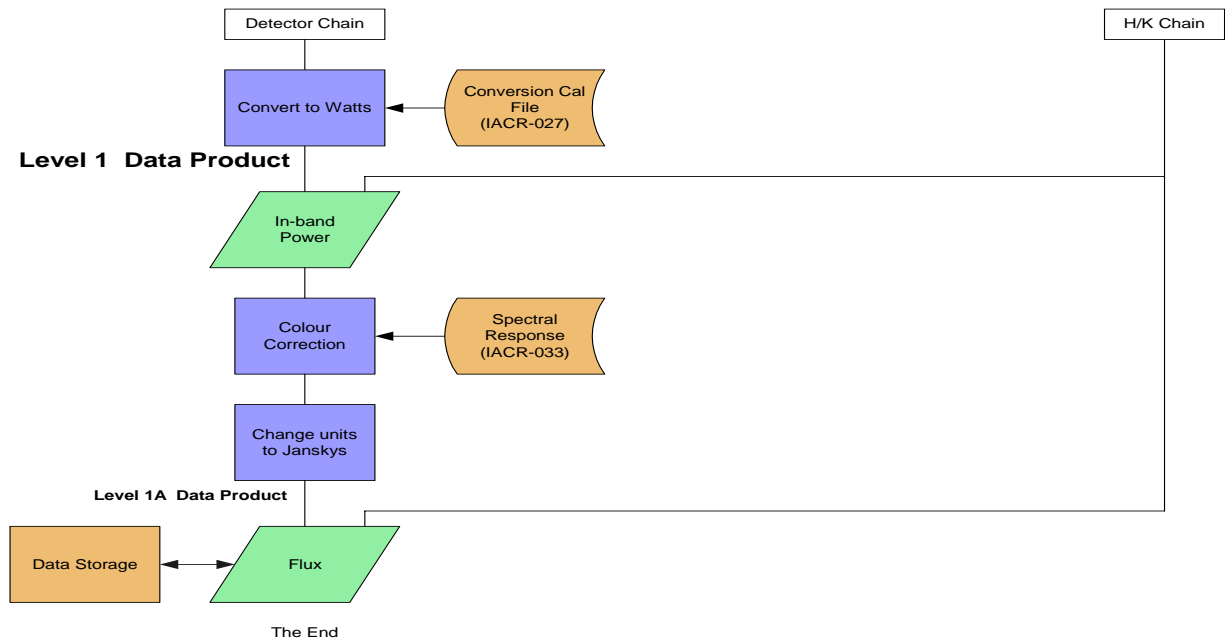 Detector Chain
H/K Chain
Convert to Watts
Conversion Cal
File
(IACR-027)
Level 1  Data Product
In-band
Power
Colour
Correction
Spectral
Response
(IACR-033)
Change units
to Janskys
Level 1A  Data Product
Data Storage
Flux
The End